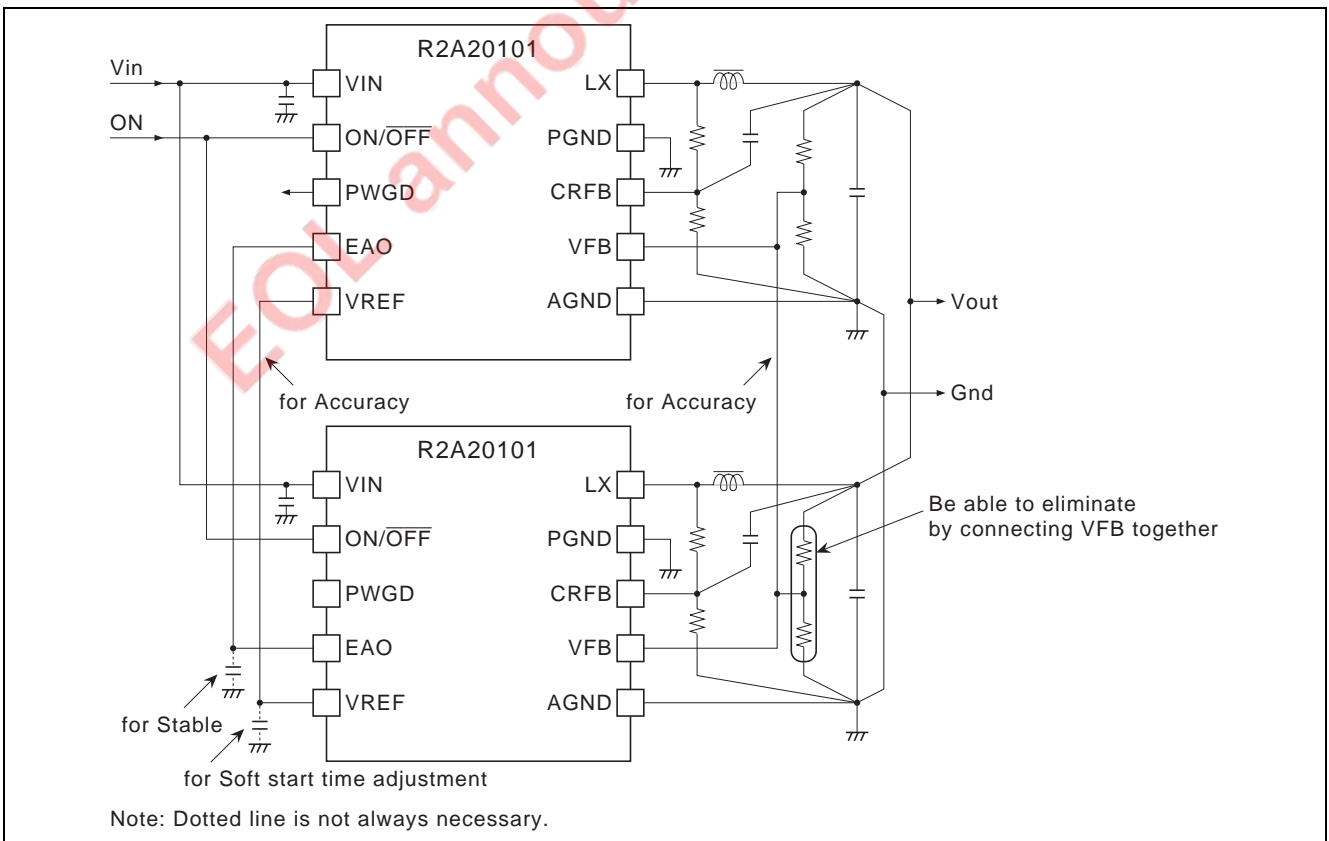 EOL annou
R2A20101
Vin
VIN
LX
ON
ON/OFF
PGND
PWGD
CRFB
EAO
VFB
VREF
AGND
Vout
for Accuracy
for Accuracy
Gnd
R2A20101
VIN
LX
ON/OFF
PGND
PWGD
CRFB
EAO
VFB
VREF
AGND
Be able to eliminate
by connecting VFB together
for Stable
for Soft start time adjustment
Note: Dotted line is not always necessary.